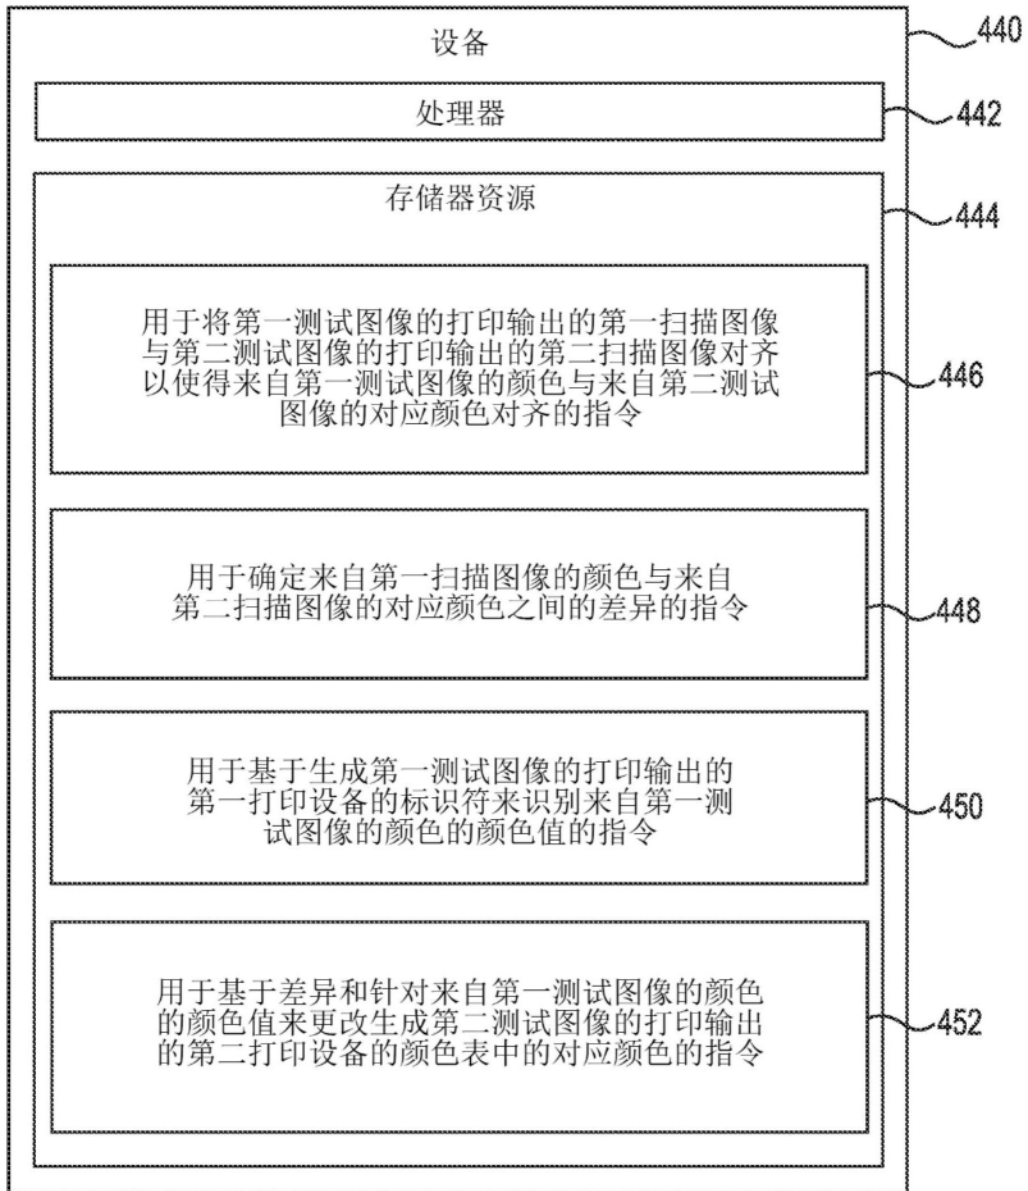 设备
440
处理器
442
存储器资源
444
用于将第一测试图像的打印输出的第一扫描图像
与第二测试图像的打印输出的第二扫描图像对齐
以使得来自第一测试图像的颜色与来自第二测试
图像的对应颜色对齐的指令
446
用于确定来自第一扫描图像的颜色与来自
第二扫描图像的对应颜色之间的差异的指令
448
用于基于生成第一测试图像的打印输出的
第一打印设备的标识符来识别来自第一测
试图像的颜色的颜色值的指令
450
用于基于差异和针对来自第一测试图像的颜色
的颜色值来更改生成第二测试图像的打印输出
的第二打印设备的颜色表中的对应颜色的指令
452